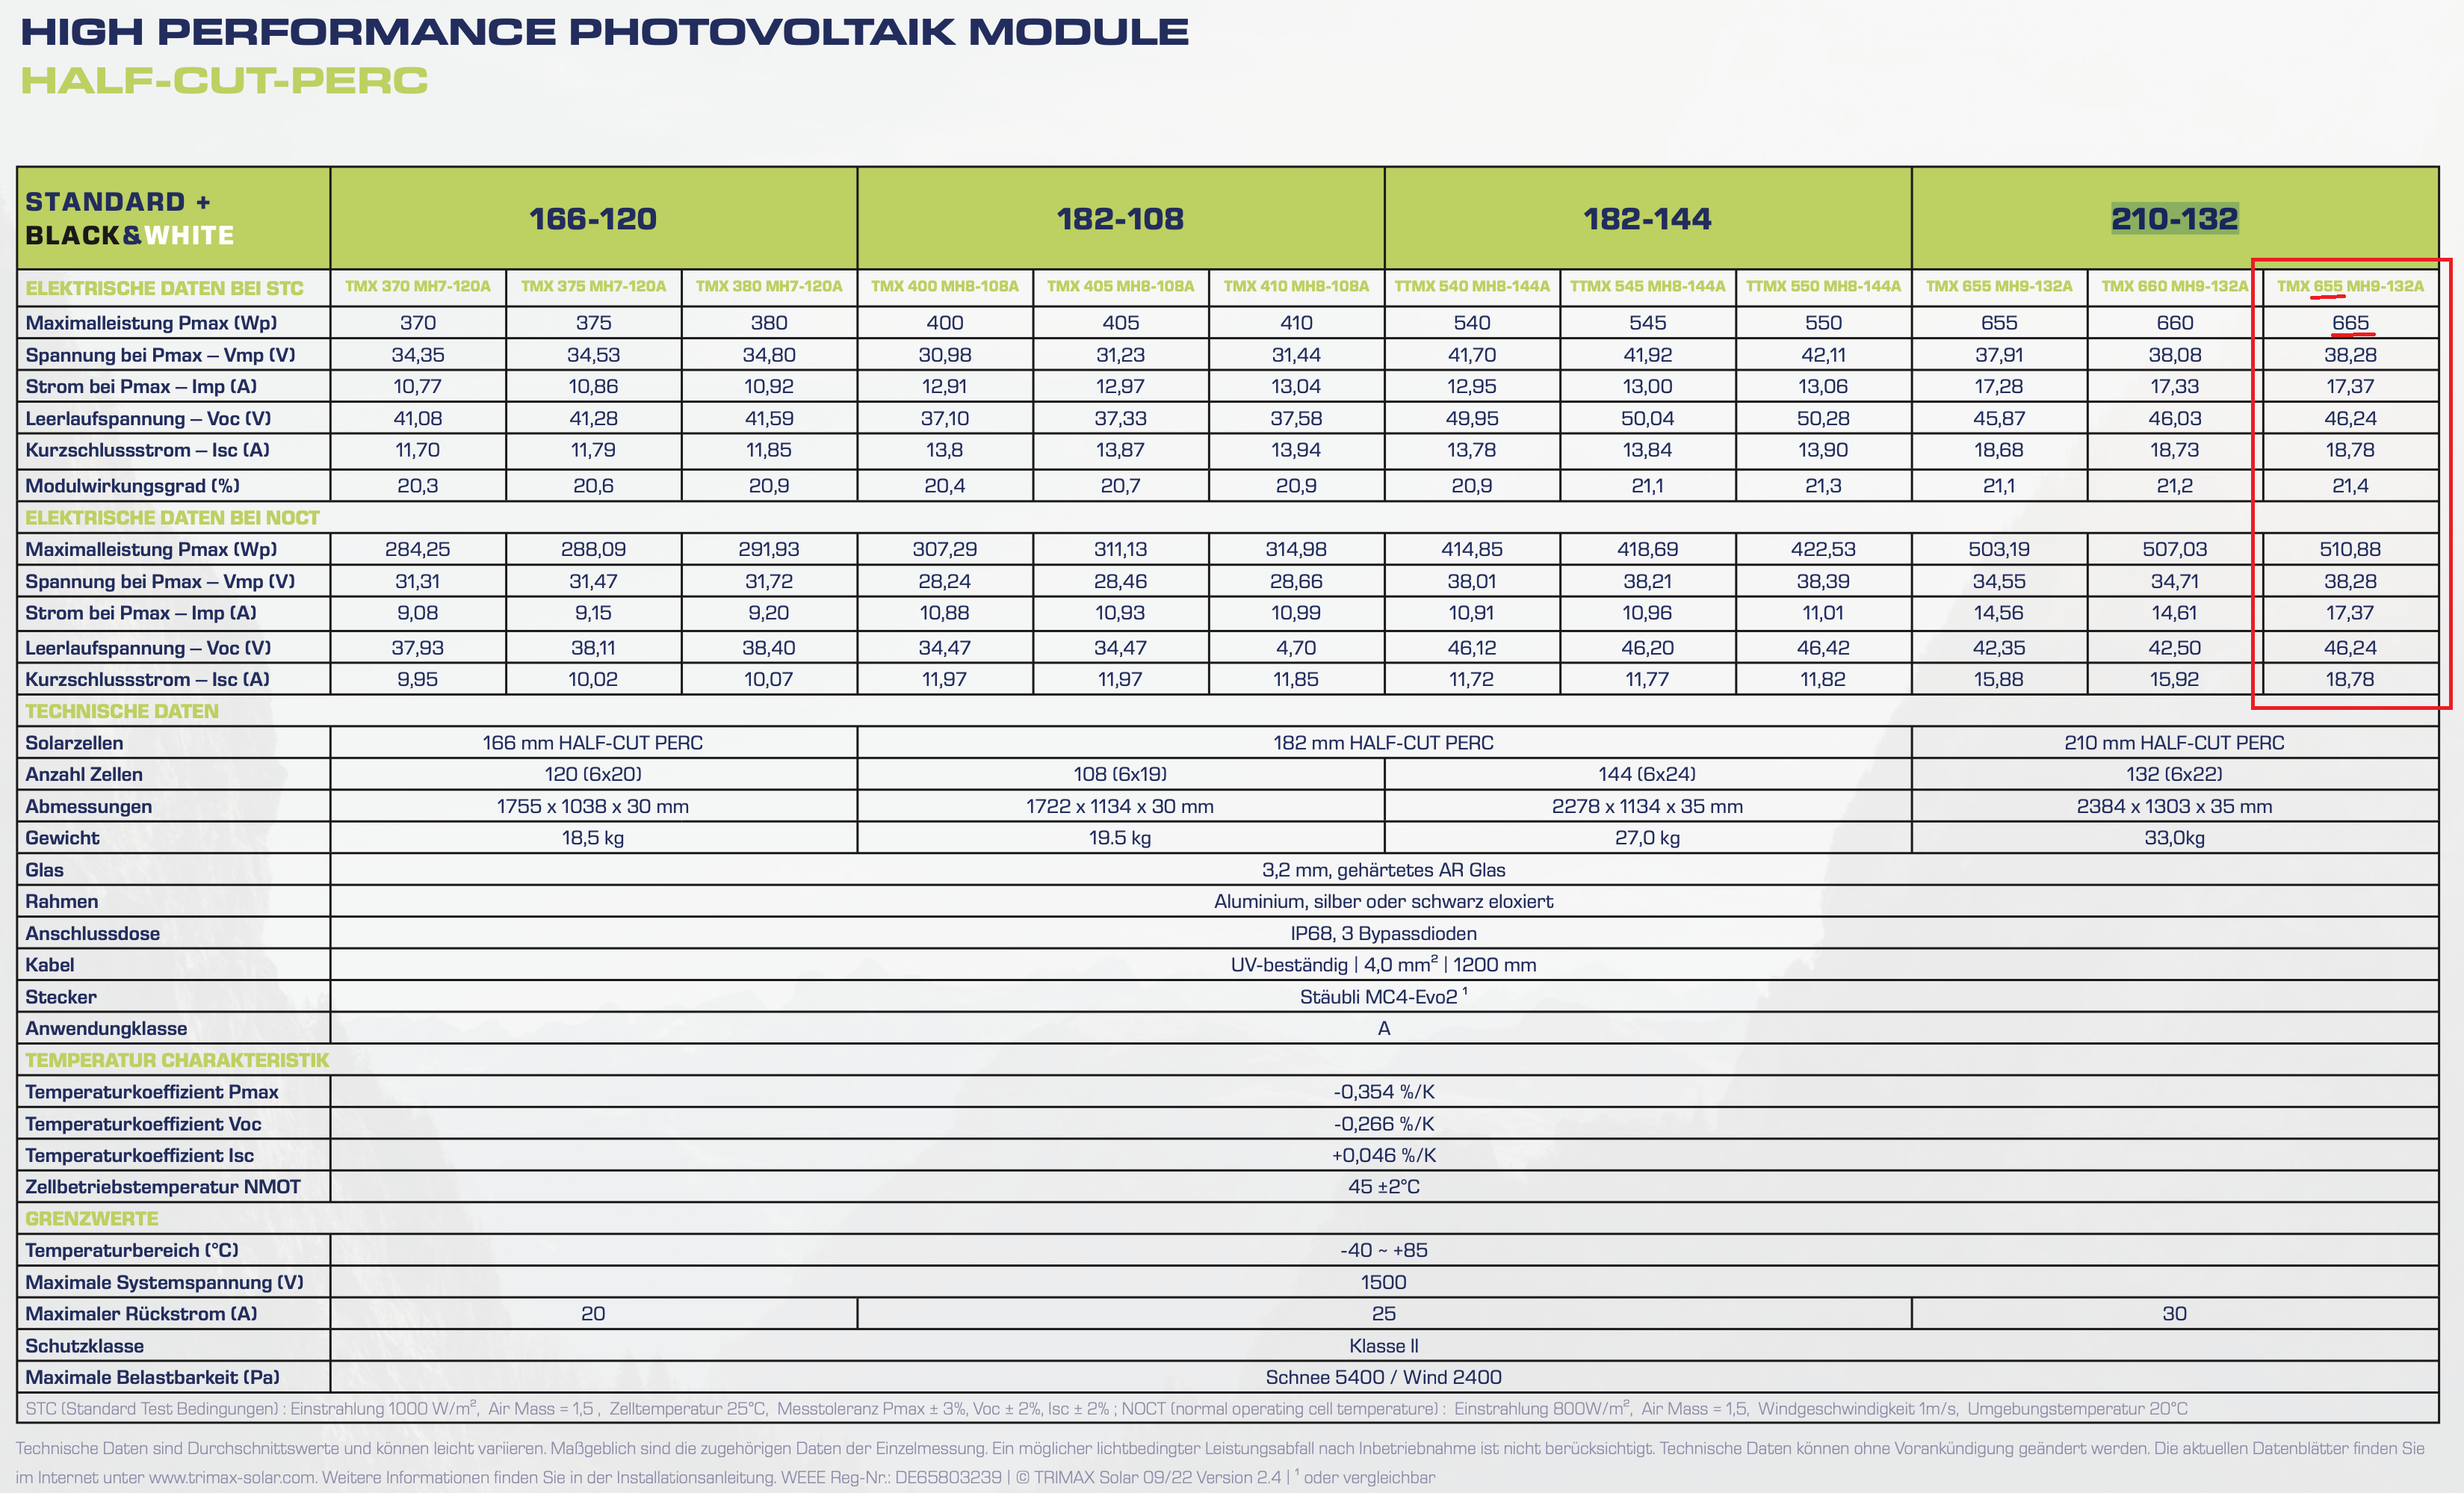 HIGH PERFORMANCE PHOTOVOLTAIK MODULE
HALF-CUT-PERC
STANDARD + BLACK&WHITE 166-120 182-108 182-144 210-132
ELEKTRISCHE DATEN BEI STC TMX 370 MH7-120A TMX 375 MH7-120A TMX 380 MH7-120A TMX 400 MH8-108A TMX 405 MH8-108A TMX 410 MH8-108A TTMX 540 MH8-144A TTMX 545 MH8-144A TTMX 550 MH8-144A TMX 655 MH9-132A TMX 660 MH9-132A TMX 655 MH9-132A
Maximalleistung Pmax (Wp) 370 375 380 400 405 410 540 545 550 655 660 665
Spannung bei Pmax – Vmp (V) 34,35 34,53 34,80 30,98 31,23 31,44 41,70 41,92 42,11 37,91 38,08 38,28
Strom bei Pmax – Imp (A) 10,77 10,86 10,92 12,91 12,97 13,04 12,95 13,00 13,06 17,28 17,33 17,37
Leerlaufspannung – Voc (V) 41,08 41,28 41,59 37,10 37,33 37,58 49,95 50,04 50,28 45,87 46,03 46,24
Kurzschlussstrom – Isc (A) 11,70 11,79 11,85 13,8 13,87 13,94 13,78 13,84 13,90 18,68 18,73 18,78
Modulwirkungsgrad (%) 20,3 20,6 20,9 20,4 20,7 20,9 20,9 21,1 21,3 21,1 21,2 21,4
ELEKTRISCHE DATEN BEI NOCT
Maximalleistung Pmax (Wp) 284,25 288,09 291,93 307,29 311,13 314,98 414,85 418,69 422,53 503,19 507,03 510,88
Spannung bei Pmax – Vmp (V) 31,31 31,47 31,72 28,24 28,46 28,66 38,01 38,21 38,39 34,55 34,71 38,28
Strom bei Pmax – Imp (A) 9,08 9,15 9,20 10,88 10,93 10,99 10,91 10,96 11,01 14,56 14,61 17,37
Leerlaufspannung – Voc (V) 37,93 38,11 38,40 34,47 34,47 4,70 46,12 46,20 46,42 42,35 42,50 46,24
Kurzschlussstrom – Isc (A) 9,95 10,02 10,07 11,97 11,97 11,85 11,72 11,77 11,82 15,88 15,92 18,78
TECHNISCHE DATEN
Solarzellen 166 mm HALF-CUT PERC 182 mm HALF-CUT PERC 210 mm HALF-CUT PERC
Anzahl Zellen 120 (6x20) 108 (6x19) 144 (6x24) 132 (6x22)
Abmessungen 1755 x 1038 x 30 mm 1722 x 1134 x 30 mm 2278 x 1134 x 35 mm 2384 x 1303 x 35 mm
Gewicht 18,5 kg 19.5 kg 27,0 kg 33,0kg
Glas 3,2 mm, gehärtetes AR Glas
Rahmen Aluminium, silber oder schwarz eloxiert
Anschlussdose IP68, 3 Bypassdioden
Kabel UV-beständig | 4,0 mm² | 1200 mm
Stecker Stäubli MC4-Evo2 ¹
Anwendungklasse A
TEMPERATUR CHARAKTERISTIK
Temperaturkoeffizient Pmax -0,354 %/K
Temperaturkoeffizient Voc -0,266 %/K
Temperaturkoeffizient Isc +0,046 %/K
Zellbetriebstemperatur NMOT 45 ±2°C
GRENZWERTE
Temperaturbereich (°C) -40 ~ +85
Maximale Systemspannung (V) 1500
Maximaler Rückstrom (A) 20 25 30
Schutzklasse Klasse II
Maximale Belastbarkeit (Pa) Schnee 5400 / Wind 2400
STC (Standard Test Bedingungen) : Einstrahlung 1000 W/m², Air Mass = 1,5 , Zelltemperatur 25°C, Messtoleranz Pmax ± 3%, Voc ± 2%, Isc ± 2% ; NOCT (normal operating cell temperature) : Einstrahlung 800W/m², Air Mass = 1,5, Windgeschwindigkeit 1m/s, Umgebungstemperatur 20°C
Technische Daten sind Durchschnittswerte und können leicht variieren. Maßgeblich sind die zugehörigen Daten der Einzelmessung. Ein möglicher lichtbedingter Leistungsabfall nach Inbetriebnahme ist nicht berücksichtigt. Technische Daten können ohne Vorankündigung geändert werden. Die aktuellen Datenblätter finden Sie
im Internet unter www.trimax-solar.com. Weitere Informationen finden Sie in der Installationsanleitung. WEEE Reg-Nr.: DE65803239 | © TRIMAX Solar 09/22 Version 2.4 | ¹ oder vergleichbar